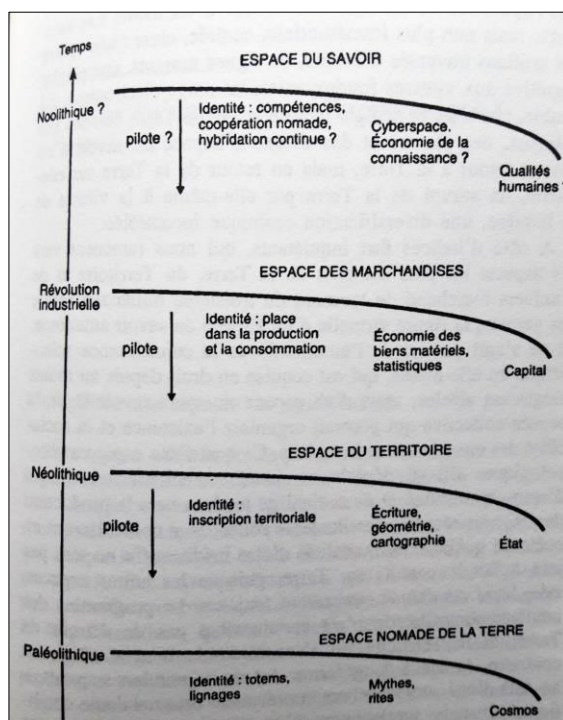 Temps
ESPACE DU SAVOIR
Noolithique ?
pilote ?
Identité : compétences,
coopération nomade,
hybridation continue ?
Cyberspace.
Économie de la
connaissance ?
Qualités
humaines ?
ESPACE DES MARCHANDISES
Révolution
industrielle
pilote
Identité : place
dans la production
et la consommation
Économie des
biens matériels,
statistiques
Capital
ESPACE DU TERRITOIRE
Néolithique
pilote
Identité :
inscription territoriale
Écriture,
géométrie,
cartographie
État
ESPACE NOMADE DE LA TERRE
Paléolithique
Identité : totems,
lignages
Mythes,
rites
Cosmos